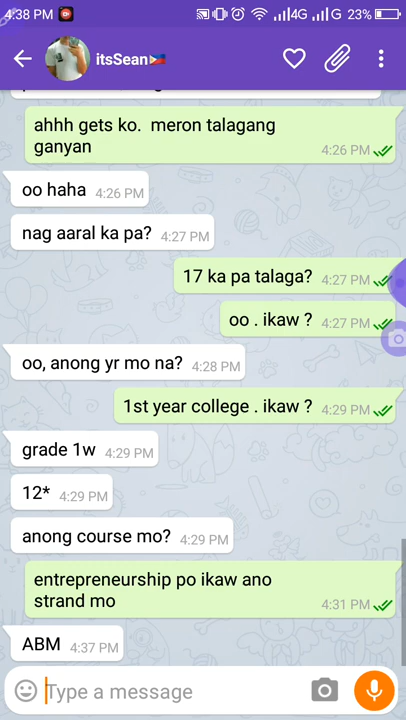 4:38 PM 4G G 23%
itsSean🇵🇭
ahhh gets ko. meron talagang
ganyan
4:26 PM
oo haha 4:26 PM
nag aaral ka pa? 4:27 PM
17 ka pa talaga? 4:27 PM
oo . ikaw ? 4:27 PM
oo, anong yr mo na? 4:28 PM
1st year college . ikaw ? 4:29 PM
grade 1w 4:29 PM
12* 4:29 PM
anong course mo? 4:29 PM
entrepreneurship po ikaw ano
strand mo
4:31 PM
ABM 4:37 PM
Type a message